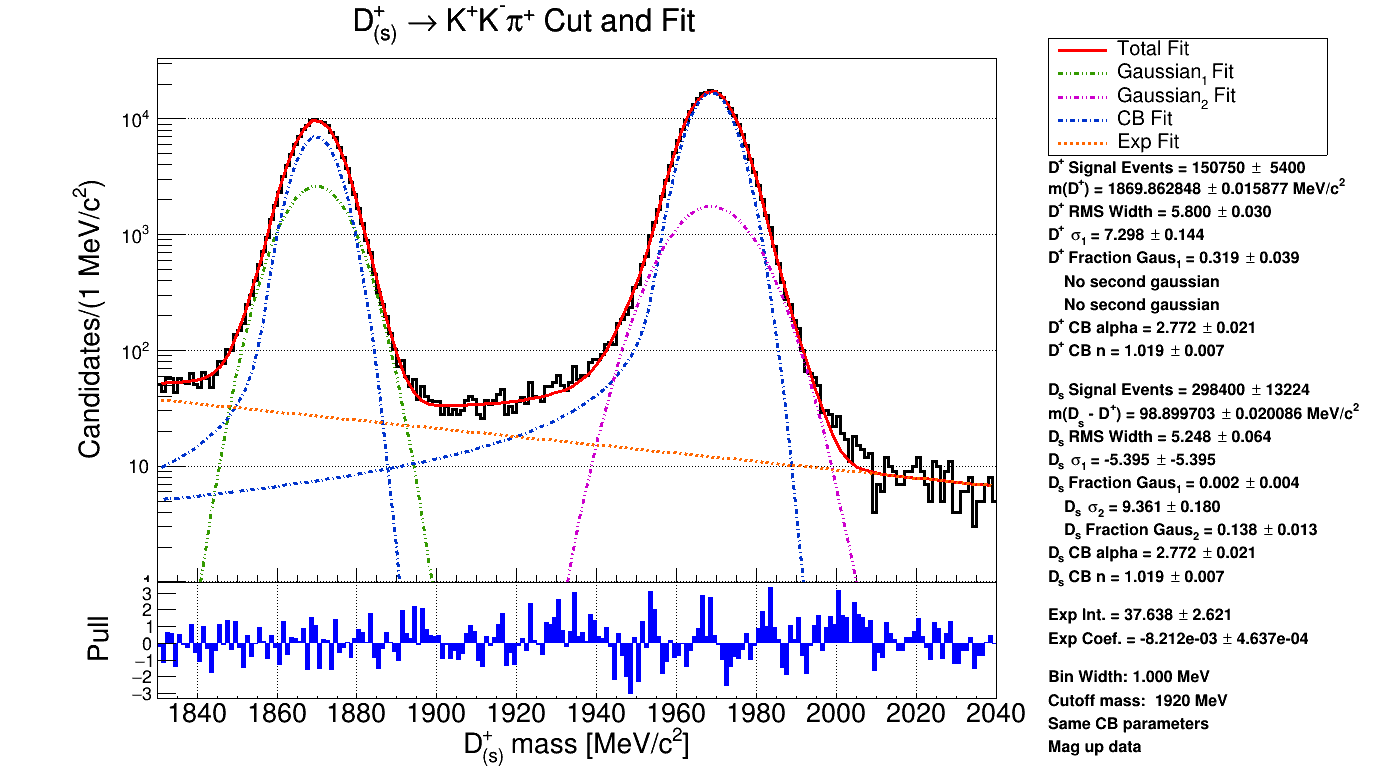 D⁺₍ₛ₎ → K⁺K⁻π⁺ Cut and Fit
Candidates/(1 MeV/c²)
10⁴
10³
10²
10
1
Pull
3
2
1
0
−1
−2
−3
1840 1860 1880 1900 1920 1940 1960 1980 2000 2020 2040
D⁺₍ₛ₎ mass [MeV/c²]
Total Fit
Gaussian₁ Fit
Gaussian₂ Fit
CB Fit
Exp Fit
D⁺ Signal Events = 150750 ± 5400
m(D⁺) = 1869.862848 ± 0.015877 MeV/c²
D⁺ RMS Width = 5.800 ± 0.030
D⁺ σ₁ = 7.298 ± 0.144
D⁺ Fraction Gaus₁ = 0.319 ± 0.039
No second gaussian
No second gaussian
D⁺ CB alpha = 2.772 ± 0.021
D⁺ CB n = 1.019 ± 0.007
Dₛ Signal Events = 298400 ± 13224
m(Dₛ - D⁺) = 98.899703 ± 0.020086 MeV/c²
Dₛ RMS Width = 5.248 ± 0.064
Dₛ σ₁ = -5.395 ± -5.395
Dₛ Fraction Gaus₁ = 0.002 ± 0.004
Dₛ σ₂ = 9.361 ± 0.180
Dₛ Fraction Gaus₂ = 0.138 ± 0.013
Dₛ CB alpha = 2.772 ± 0.021
Dₛ CB n = 1.019 ± 0.007
Exp Int. = 37.638 ± 2.621
Exp Coef. = -8.212e-03 ± 4.637e-04
Bin Width: 1.000 MeV
Cutoff mass: 1920 MeV
Same CB parameters
Mag up data